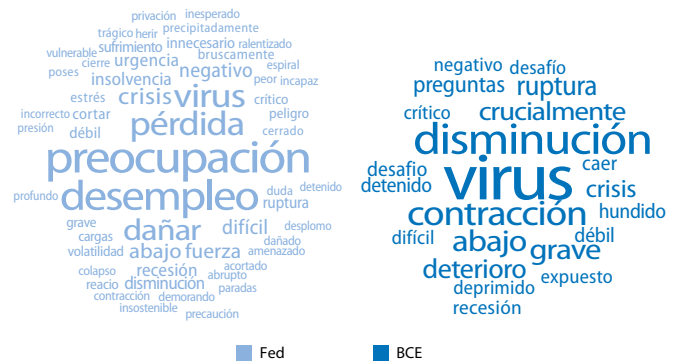 privación inesperado
trágico herir precipitadamente
sufrimiento innecesario ralentizado
vulnerable cierre urgencia bruscamente
poses insolvencia negativo espiral
peor incapaz
estrés crisis virus crítico
incorrecto cortar pérdida peligro
presión débil cerrado
preocupación
profundo desempleo duda detenido
ruptura
grave dañar difícil desplomo
cargas dañado
volatilidad abajo fuerza amenazado
colapso recesión acortado
reacio disminución abrupto
paradas
contracción demorando
insostenible
precaución
negativo desafío
preguntas ruptura
crítico crucialmente
disminución
desafio virus caer
detenido crisis
contracción hundido
difícil abajo grave débil
deterioro expuesto
deprimido
recesión
Fed BCE